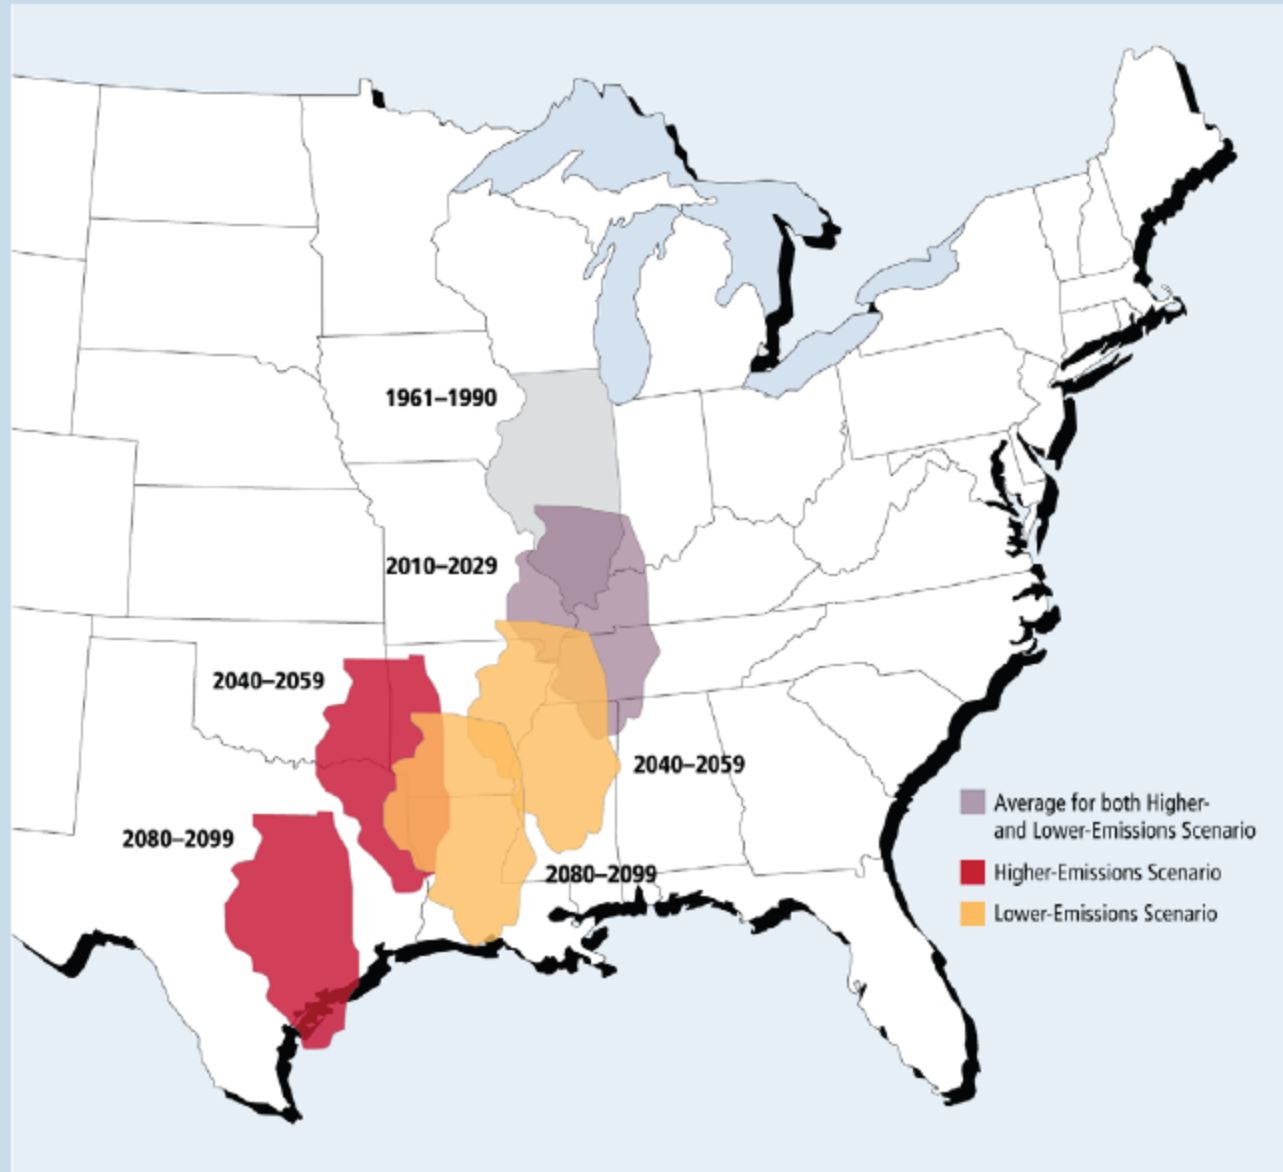 1961–1990
2010–2029
2040–2059
2040–2059
2080–2099
2080–2099
Average for both Higher-
and Lower-Emissions Scenario
Higher-Emissions Scenario
Lower-Emissions Scenario